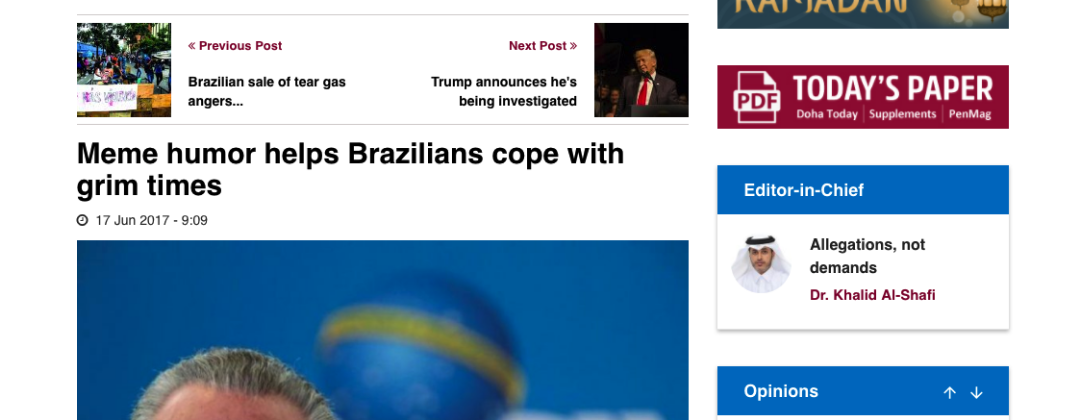 RAMADAN
« Previous Post
Next Post »
Brazilian sale of tear gas
angers...
Trump announces he's
being investigated
Meme humor helps Brazilians cope with
grim times
17 Jun 2017 - 9:09
PDF
TODAY'S PAPER
Doha Today | Supplements | PenMag
Editor-in-Chief
Allegations, not
demands
Dr. Khalid Al-Shafi
Opinions